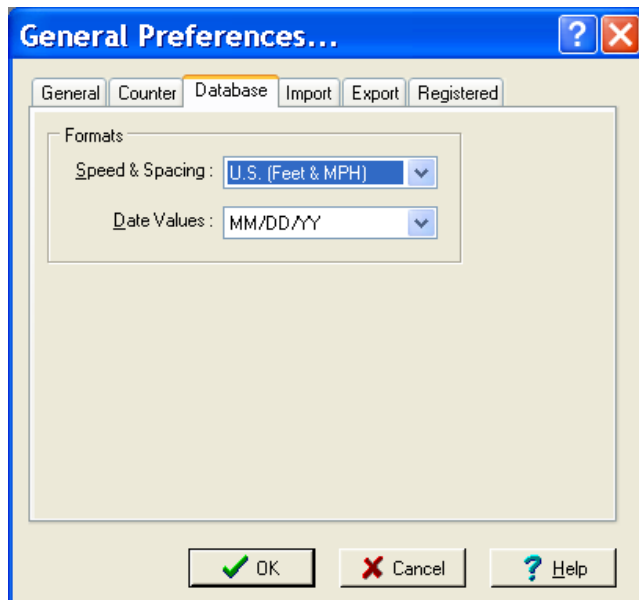 General Preferences...
General Counter Database Import Export Registered
Formats
Speed & Spacing : U.S. (Feet & MPH)
Date Values : MM/DD/YY
OK Cancel Help